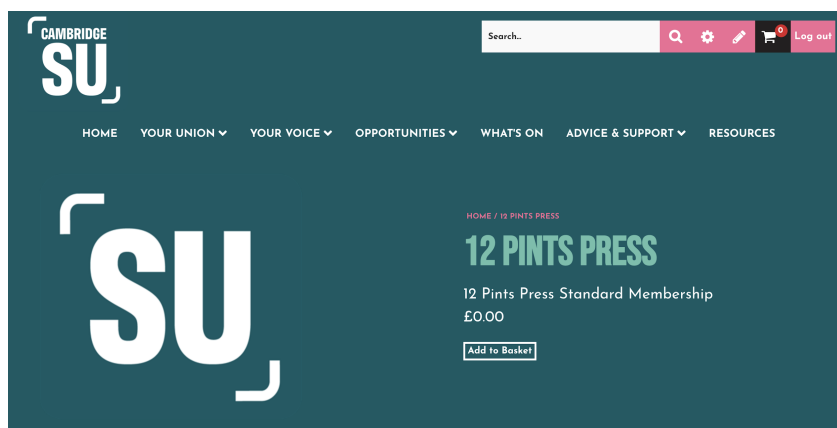 CAMBRIDGE
SU
Search..
0
Log out
HOME YOUR UNION YOUR VOICE OPPORTUNITIES WHAT'S ON ADVICE & SUPPORT RESOURCES
SU
HOME / 12 PINTS PRESS
12 PINTS PRESS
12 Pints Press Standard Membership
£0.00
Add to Basket